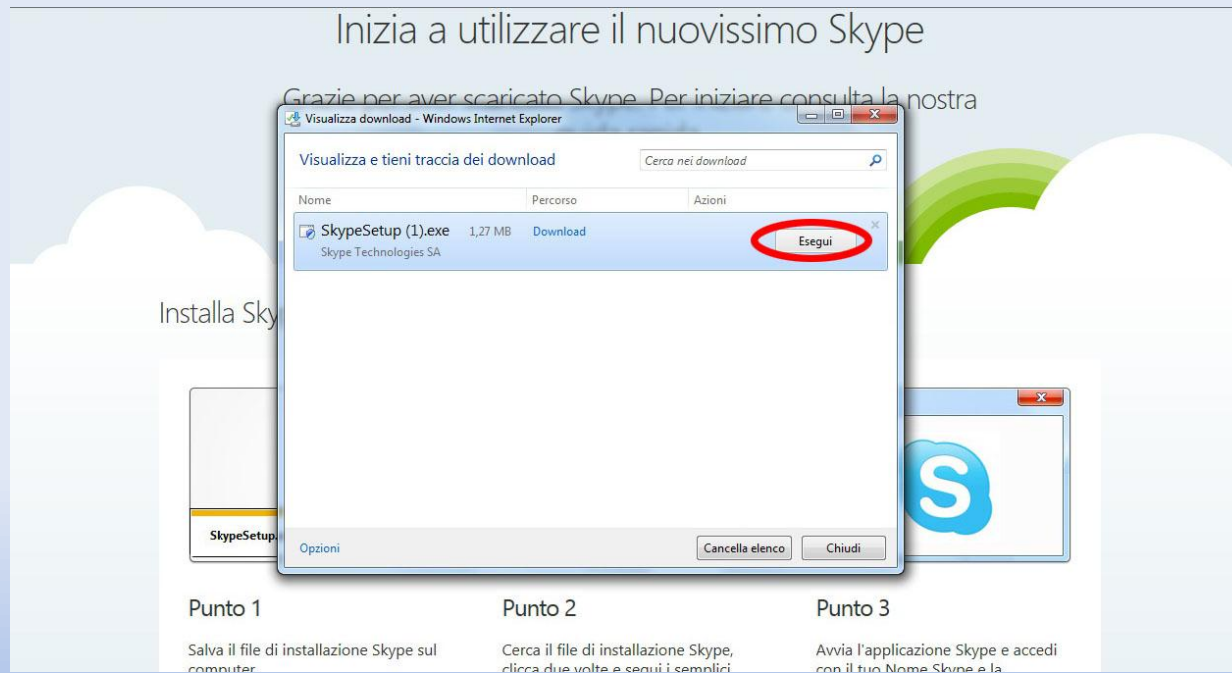 Inizia a utilizzare il nuovissimo Skype
Grazie per aver scaricato Skype. Per iniziare consulta la nostra
guida rapida
Visualizza download - Windows Internet Explorer
Visualizza e tieni traccia dei download
Cerca nei download
Nome Percorso Azioni
SkypeSetup (1).exe 1,27 MB Download Esegui
Skype Technologies SA
Installa Sky
SkypeSetup.
S
Opzioni Cancella elenco Chiudi
Punto 1
Salva il file di installazione Skype sul
computer
Punto 2
Cerca il file di installazione Skype,
clicca due volte e segui i semplici
Punto 3
Avvia l'applicazione Skype e accedi
con il tuo Nome Skype e la